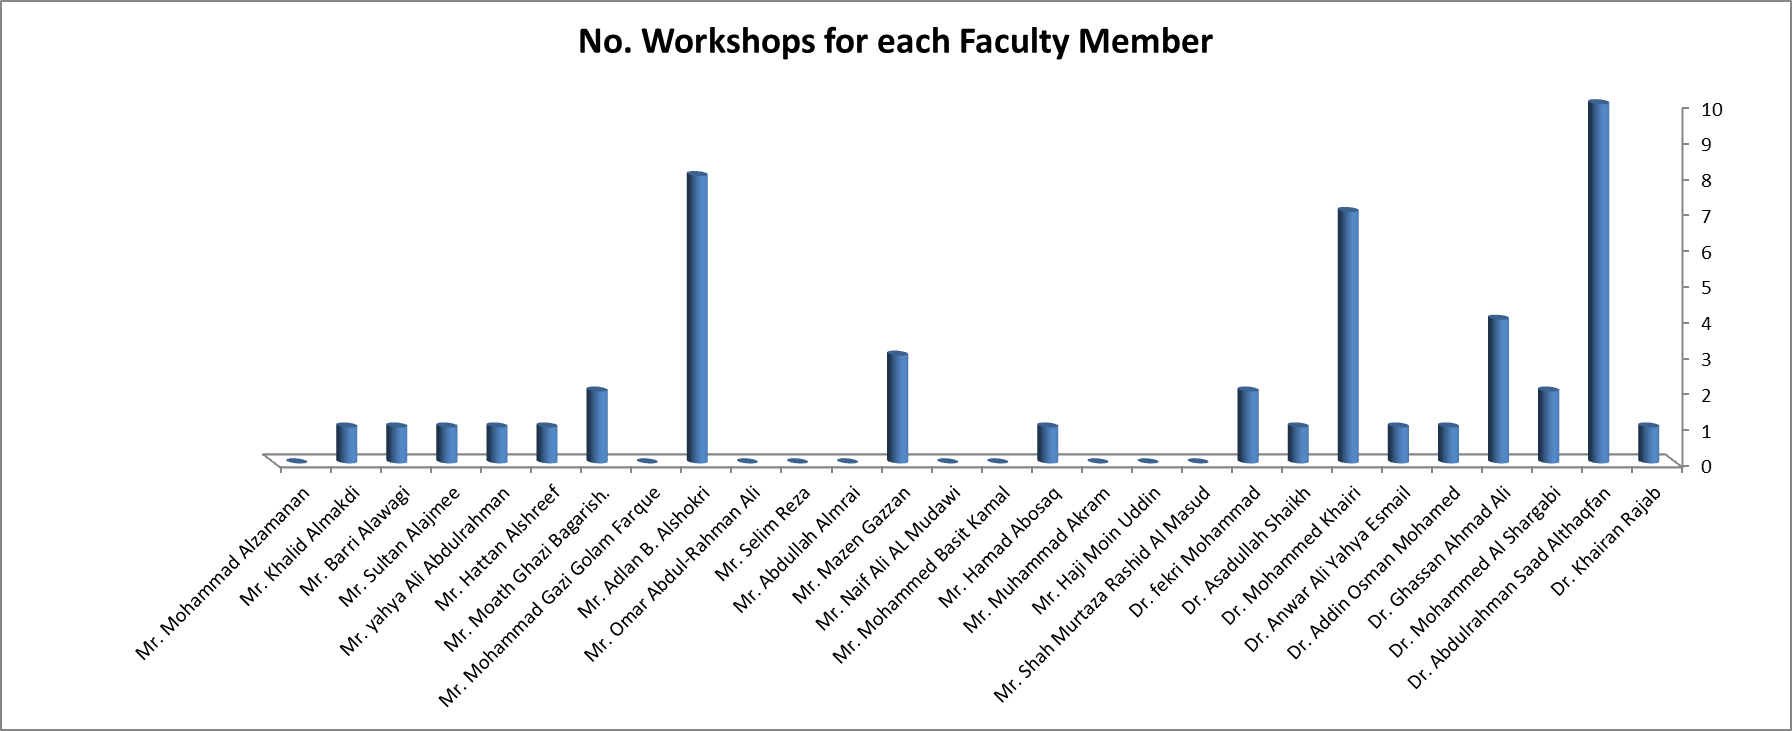 No. Workshops for each Faculty Member
10
9
8
7
6
5
4
3
2
1
0
Mr. Mohammad Alzamanan
Mr. Khalid Almakdi
Mr. Barri Alawagi
Mr. Sultan Alajmee
Mr. yahya Ali Abdulrahman
Mr. Hattan Alshreef
Mr. Moath Ghazi Bagarish.
Mr. Mohammad Gazi Golam Farque
Mr. Adlan B. Alshokri
Mr. Omar Abdul-Rahman Ali
Mr. Selim Reza
Mr. Abdullah Almrai
Mr. Mazen Gazzan
Mr. Naif Ali AL Mudawi
Mr. Mohammed Basit Kamal
Mr. Hamad Abosaq
Mr. Muhammad Akram
Mr. Haji Moin Uddin
Mr. Shah Murtaza Rashid Al Masud
Dr. fekri Mohammad
Dr. Asadullah Shaikh
Dr. Mohammed Khairi
Dr. Anwar Ali Yahya Esmail
Dr. Addin Osman Mohamed
Dr. Ghassan Ahmad Ali
Dr. Mohammed Al Shargabi
Dr. Abdulrahman Saad Althaqfan
Dr. Khairan Rajab